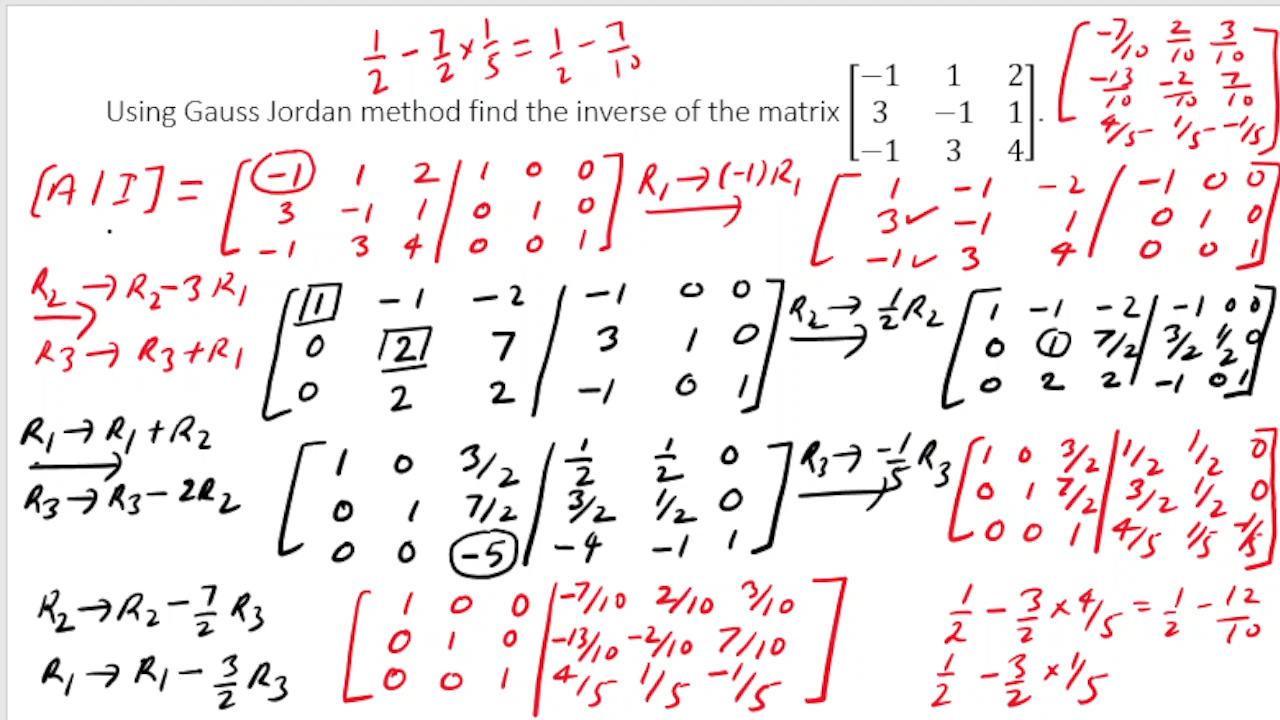 1/2 - 7/2 × 1/5 = 1/2 - 7/10
Using Gauss Jordan method find the inverse of the matrix [−1 1 2; 3 −1 1; −1 3 4].
[-7/10 2/10 3/10; -13/10 -2/10 7/10; 4/5 1/5 -1/5]
[A/I] = [-1 1 2 | 1 0 0; 3 -1 1 | 0 1 0; -1 3 4 | 0 0 1] R1→(-1)R1 [1 -1 -2 | -1 0 0; 3✓ -1 1 | 0 1 0; -1✓ 3 4 | 0 0 1]
R2→R2-3R1
R3→R3+R1
[1 -1 -2 | -1 0 0; 0 2 7 | 3 1 0; 0 2 2 | -1 0 1] R2→1/2R2 [1 -1 -2 | -1 0 0; 0 1 7/2 | 3/2 1/2 0; 0 2 2 | -1 0 1]
R1→R1+R2
R3→R3-2R2
[1 0 3/2 | 1/2 1/2 0; 0 1 7/2 | 3/2 1/2 0; 0 0 -5 | -4 -1 1] R3→-1/5R3 [1 0 3/2 | 1/2 1/2 0; 0 1 7/2 | 3/2 1/2 0; 0 0 1 | 4/5 1/5 -1/5]
R2→R2-7/2R3
R1→R1-3/2R3
[1 0 0 | -7/10 2/10 3/10; 0 1 0 | -13/10 -2/10 7/10; 0 0 1 | 4/5 1/5 -1/5]
1/2 - 3/2 × 4/5 = 1/2 - 12/10
1/2 - 3/2 × 1/5